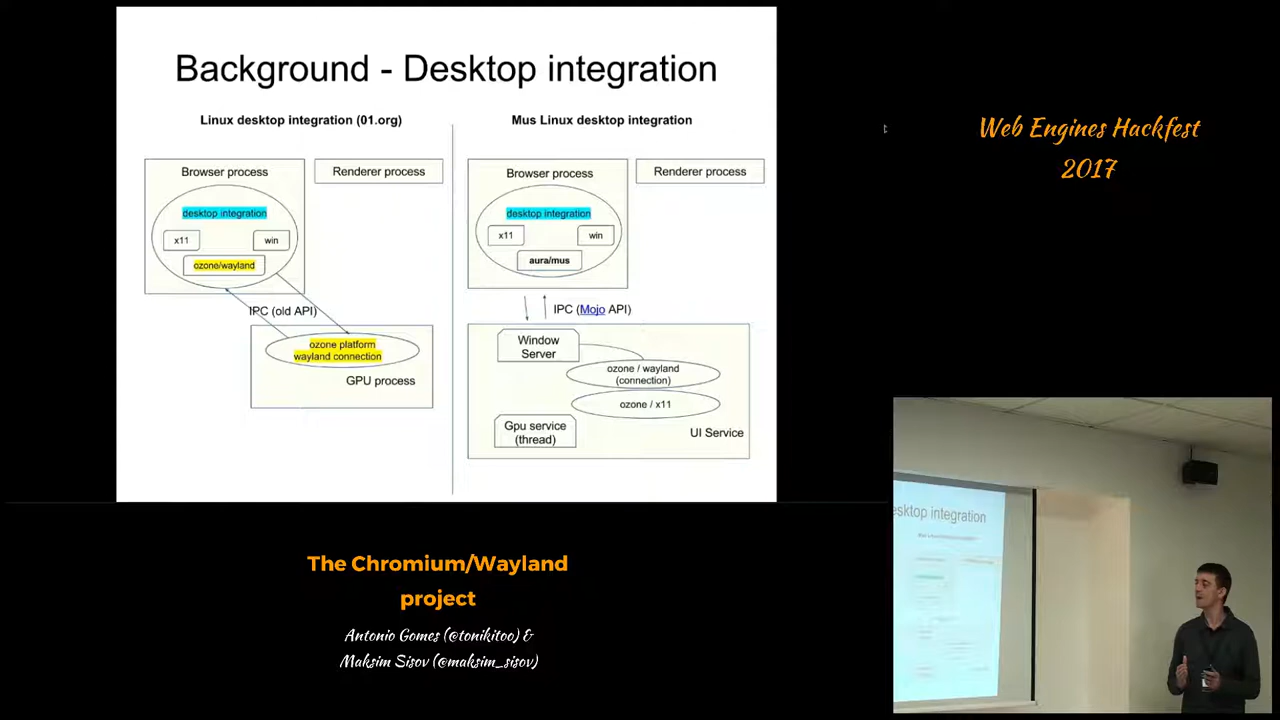 Background - Desktop integration
Linux desktop integration (01.org)
Browser process
Renderer process
desktop integration
x11
win
ozone/wayland
IPC (old API)
ozone platform
wayland connection
GPU process
Mus Linux desktop integration
Browser process
Renderer process
desktop integration
x11
win
aura/mus
IPC (Mojo API)
Window
Server
ozone / wayland
(connection)
ozone / x11
Gpu service
(thread)
UI Service
Web Engines Hackfest
2017
esktop integration
The Chromium/Wayland
project
Antonio Gomes (@tonikitoo) &
Maksim Sisov (@maksim_sisov)